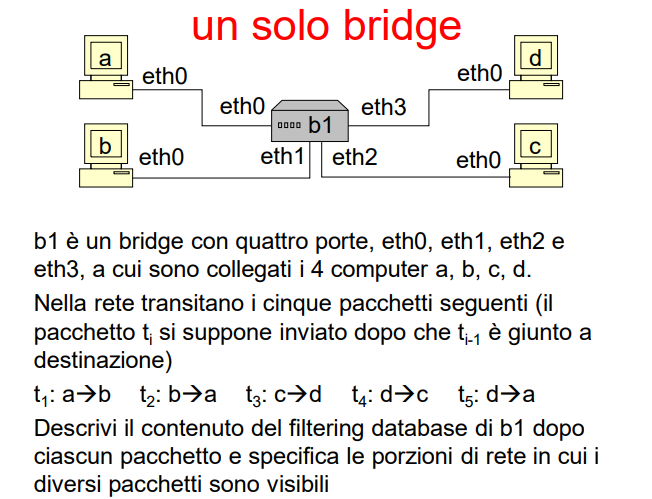 un solo bridge
a
eth0
d
eth0
eth0
eth3
b1
b
eth0
eth1
eth2
eth0
c
b1 è un bridge con quattro porte, eth0, eth1, eth2 e
eth3, a cui sono collegati i 4 computer a, b, c, d.
Nella rete transitano i cinque pacchetti seguenti (il
pacchetto tᵢ si suppone inviato dopo che tᵢ₋₁ è giunto a
destinazione)
t₁: a→b t₂: b→a t₃: c→d t₄: d→c t₅: d→a
Descrivi il contenuto del filtering database di b1 dopo
ciascun pacchetto e specifica le porzioni di rete in cui i
diversi pacchetti sono visibili